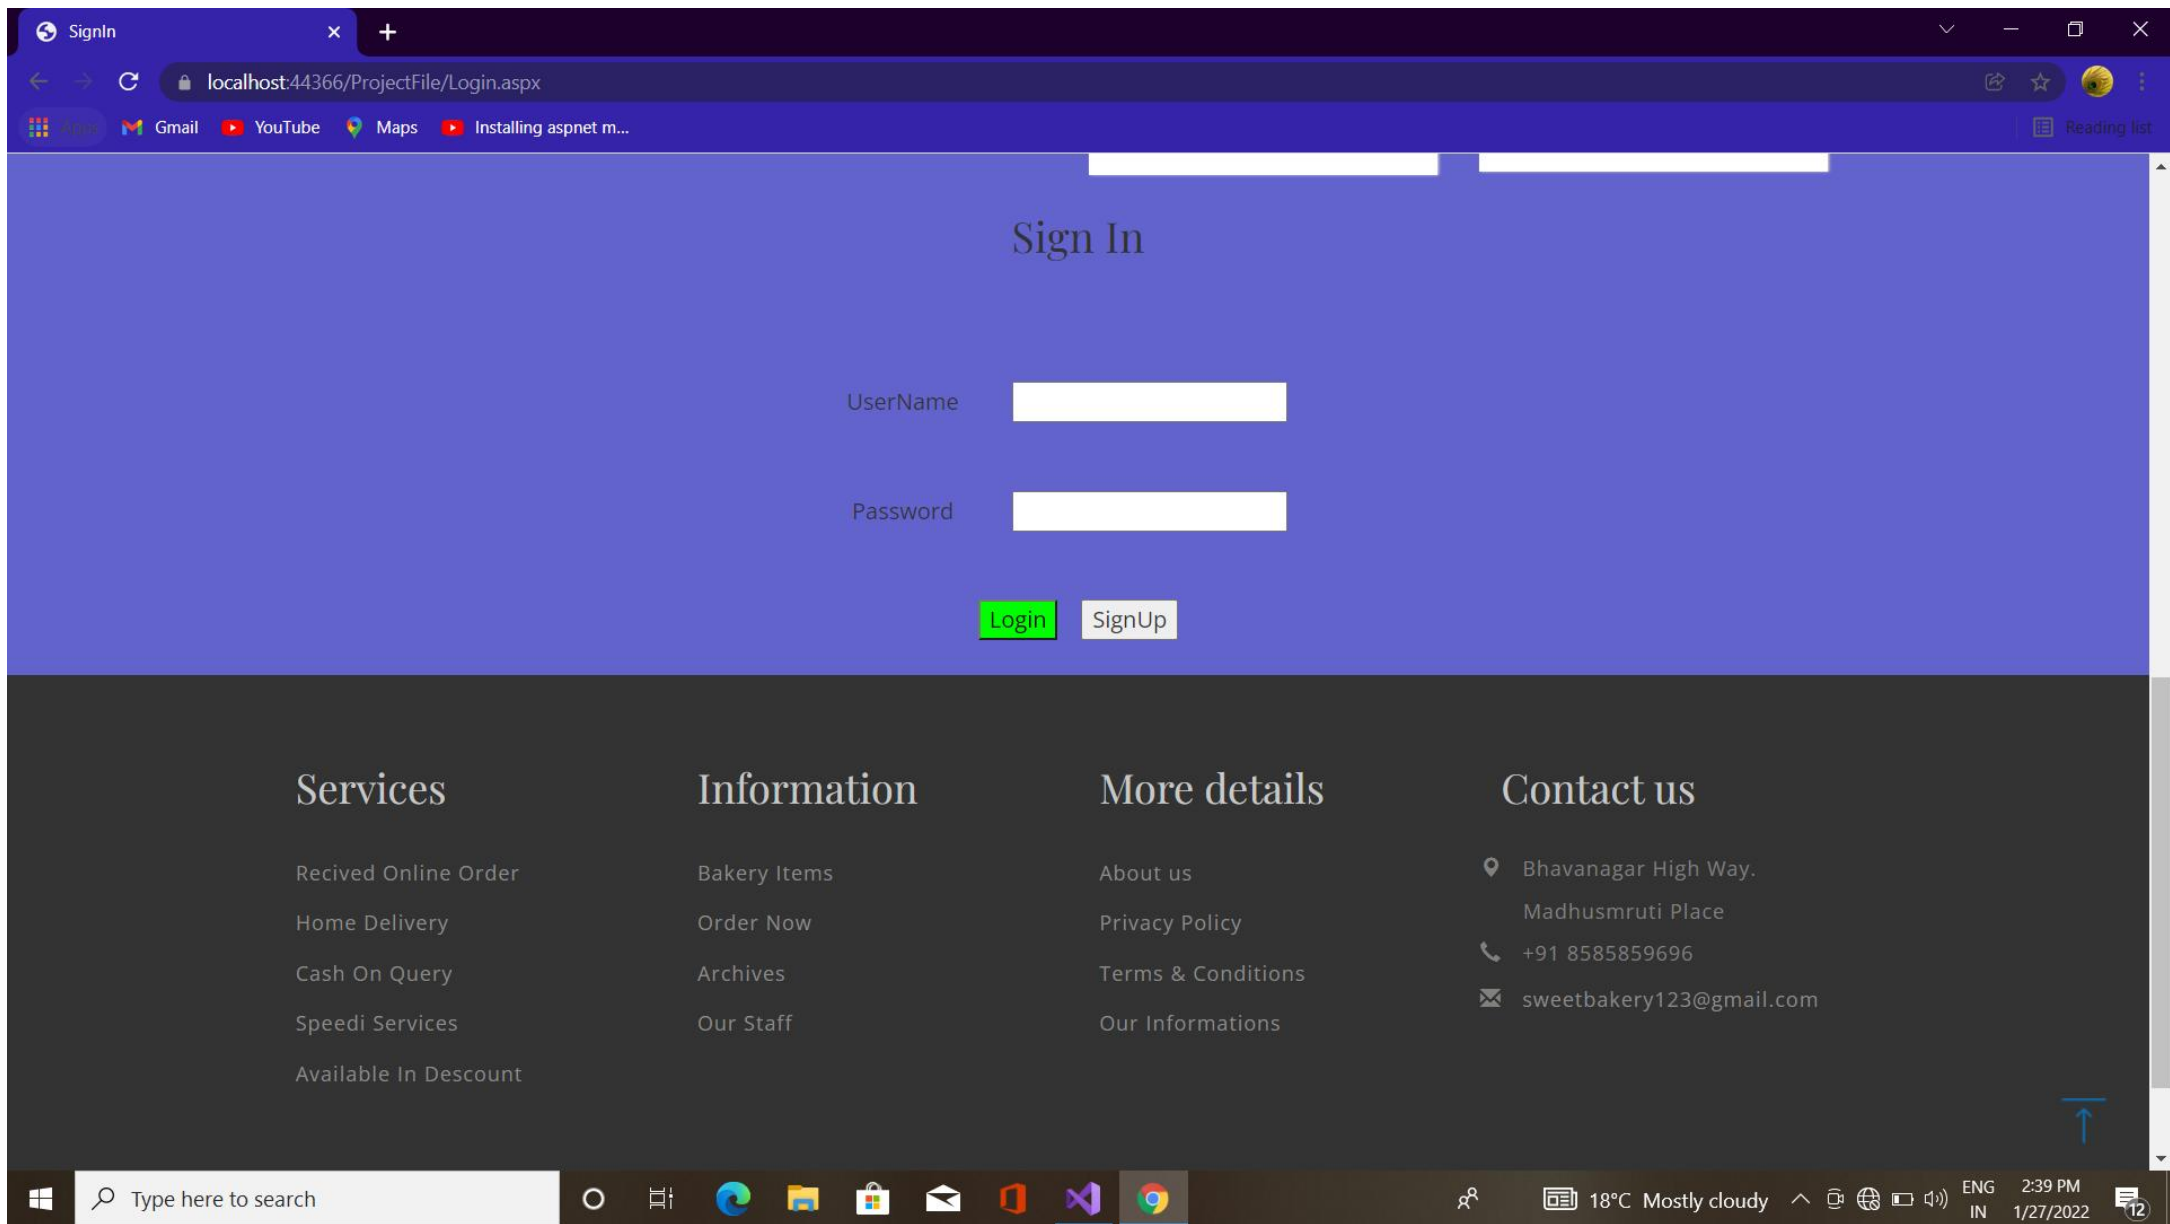 SignIn
localhost:44366/ProjectFile/Login.aspx
Apps Gmail YouTube Maps Installing aspnet m... Reading list
Sign In
UserName
Password
Login SignUp
Services
Recived Online Order
Home Delivery
Cash On Query
Speedi Services
Available In Descount
Information
Bakery Items
Order Now
Archives
Our Staff
More details
About us
Privacy Policy
Terms & Conditions
Our Informations
Contact us
Bhavanagar High Way.
Madhusmruti Place
+91 8585859696
sweetbakery123@gmail.com
Type here to search
18°C Mostly cloudy
ENG
IN
2:39 PM
1/27/2022
12